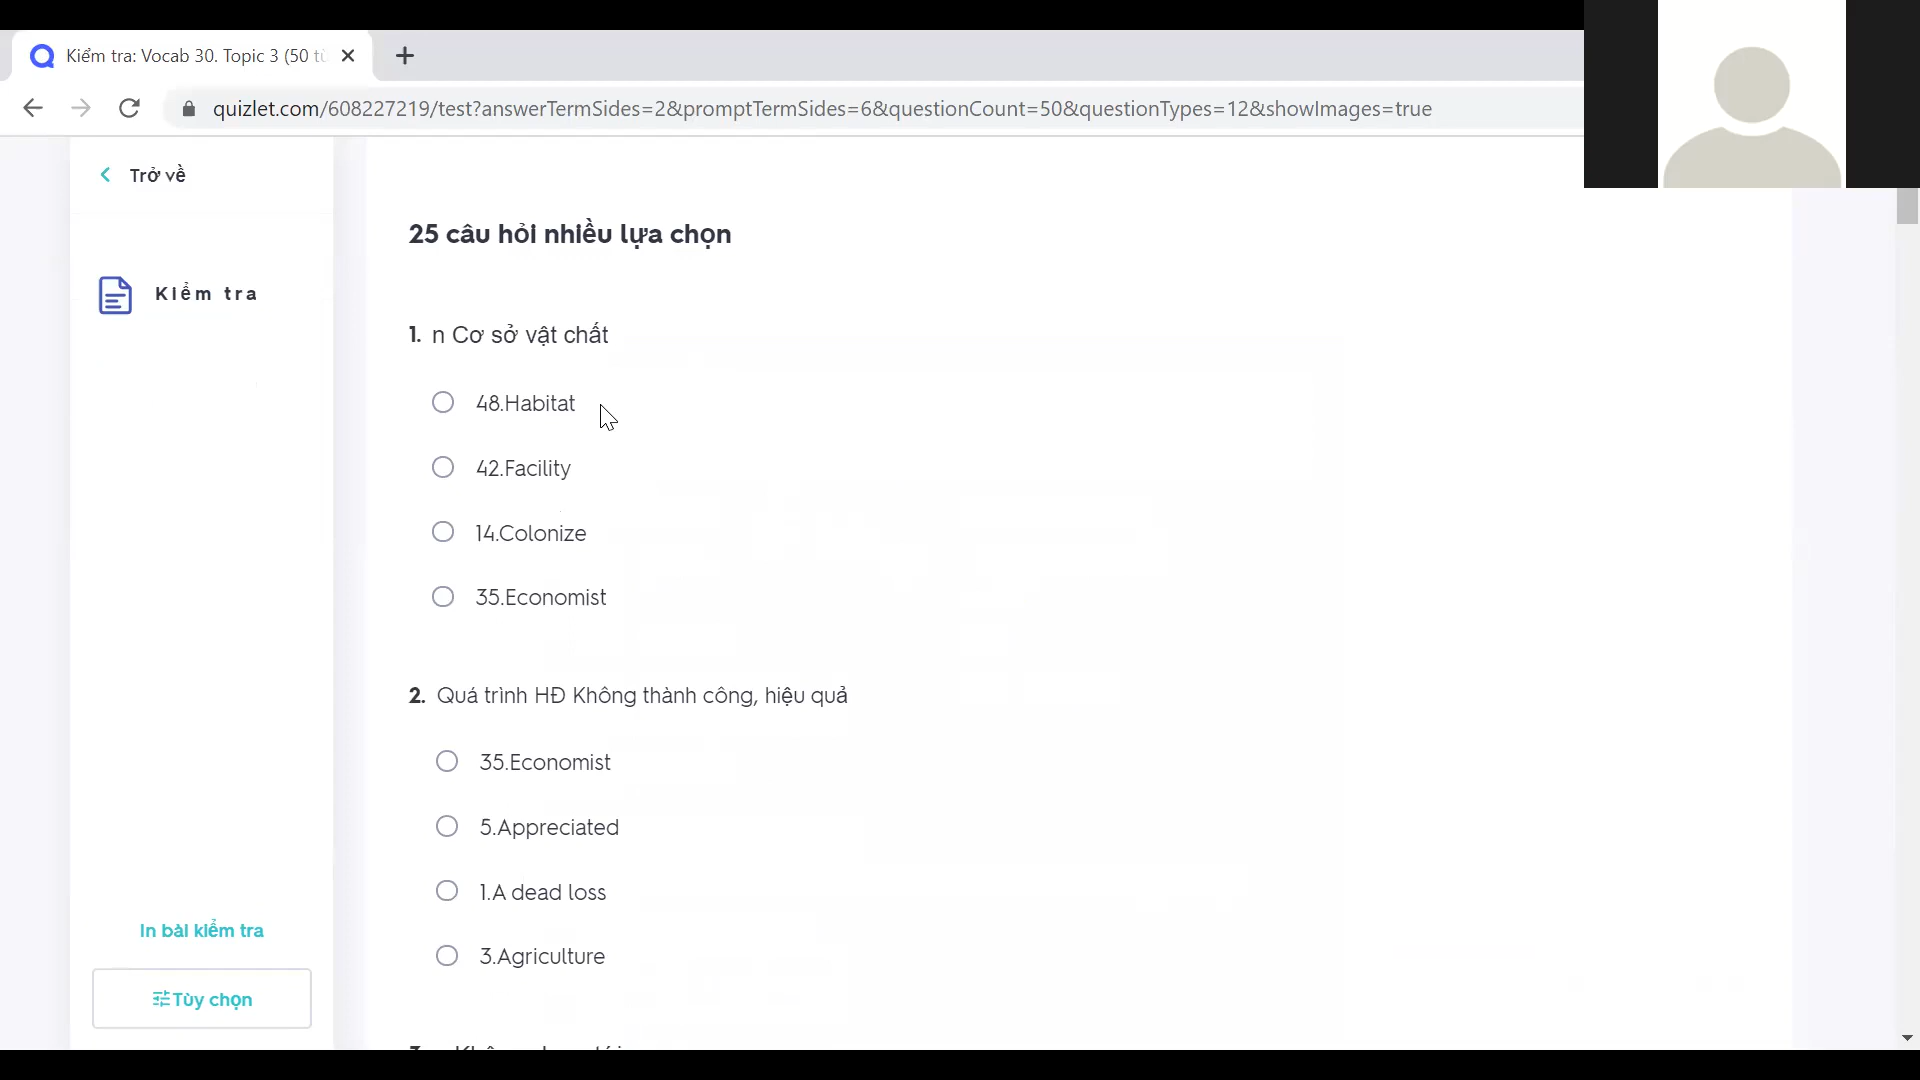 Kiểm tra: Vocab 30. Topic 3 (50 từ
quizlet.com/608227219/test?answerTermSides=2&promptTermSides=6&questionCount=50&questionTypes=12&showImages=true
Trở về
Kiểm tra
25 câu hỏi nhiều lựa chọn
1. n Cơ sở vật chất
48.Habitat
42.Facility
14.Colonize
35.Economist
2. Quá trình HĐ Không thành công, hiệu quả
35.Economist
5.Appreciated
1.A dead loss
3.Agriculture
In bài kiểm tra
Tùy chọn